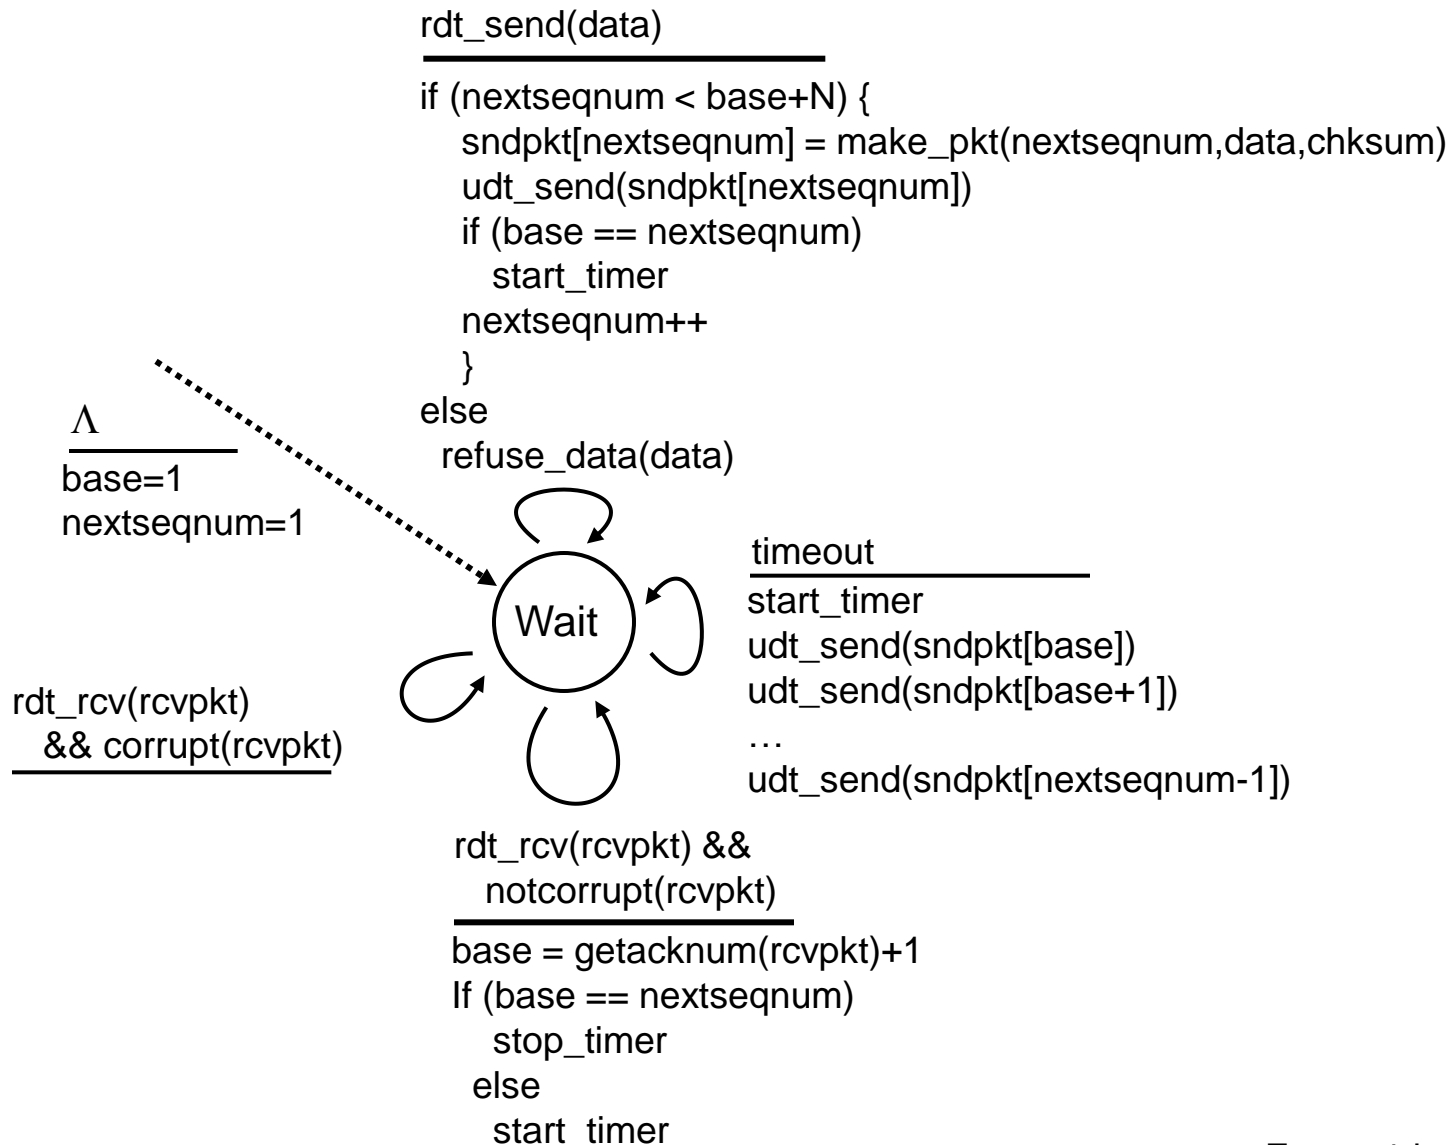 rdt_send(data)
if (nextseqnum < base+N) {
sndpkt[nextseqnum] = make_pkt(nextseqnum,data,chksum)
udt_send(sndpkt[nextseqnum])
if (base == nextseqnum)
start_timer
nextseqnum++
}
else
refuse_data(data)
Λ
base=1
nextseqnum=1
Wait
timeout
start_timer
udt_send(sndpkt[base])
udt_send(sndpkt[base+1])
…
udt_send(sndpkt[nextseqnum-1])
rdt_rcv(rcvpkt)
&& corrupt(rcvpkt)
rdt_rcv(rcvpkt) &&
notcorrupt(rcvpkt)
base = getacknum(rcvpkt)+1
If (base == nextseqnum)
stop_timer
else
start_timer